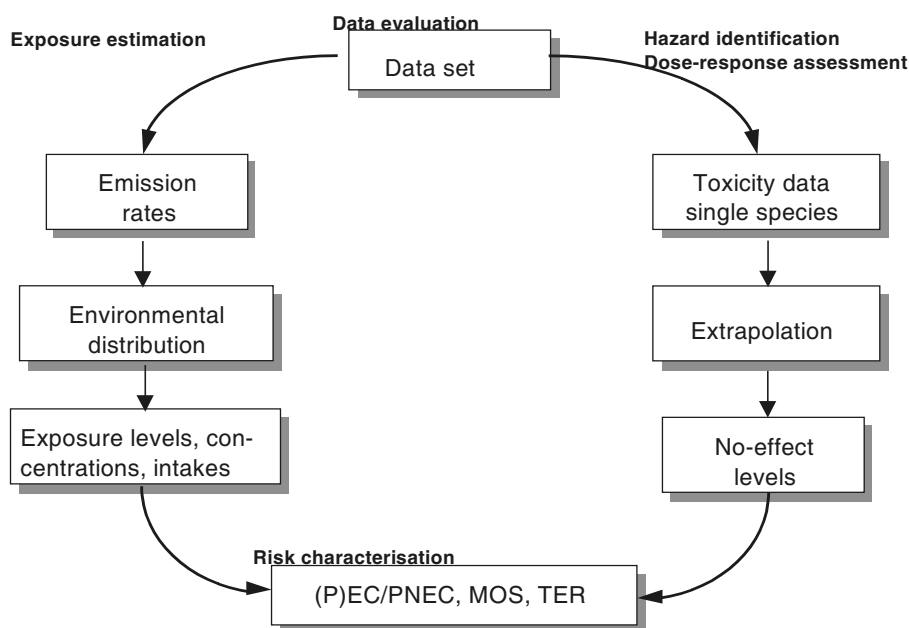 Data evaluation
Exposure estimation
Hazard identification
Dose-response assessment
Data set
Emission
rates
Toxicity data
single species
Environmental
distribution
Extrapolation
Exposure levels, con-
centrations, intakes
No-effect
levels
Risk characterisation
(P)EC/PNEC, MOS, TER